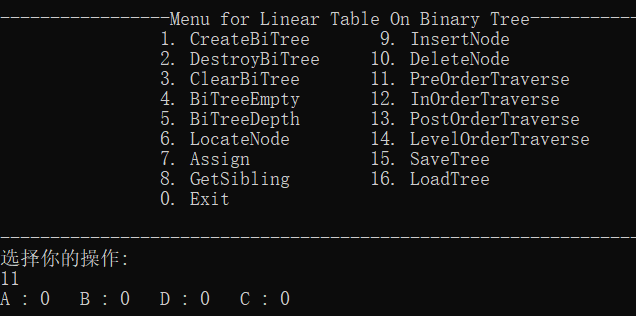 -----------------Menu for Linear Table On Binary Tree-----------
1. CreateBiTree 9. InsertNode
2. DestroyBiTree 10. DeleteNode
3. ClearBiTree 11. PreOrderTraverse
4. BiTreeEmpty 12. InOrderTraverse
5. BiTreeDepth 13. PostOrderTraverse
6. LocateNode 14. LevelOrderTraverse
7. Assign 15. SaveTree
8. GetSibling 16. LoadTree
0. Exit
----------------------------------------------------------------
选择你的操作:
11
A : 0 B : 0 D : 0 C : 0